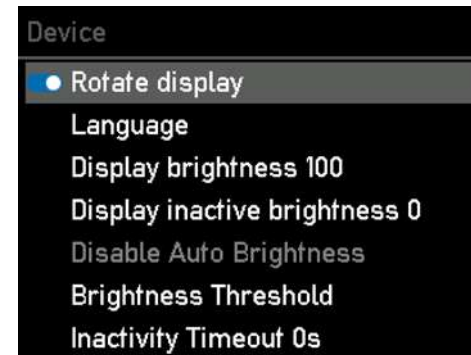 Device
Rotate display
Language
Display brightness 100
Display inactive brightness 0
Disable Auto Brightness
Brightness Threshold
Inactivity Timeout 0s